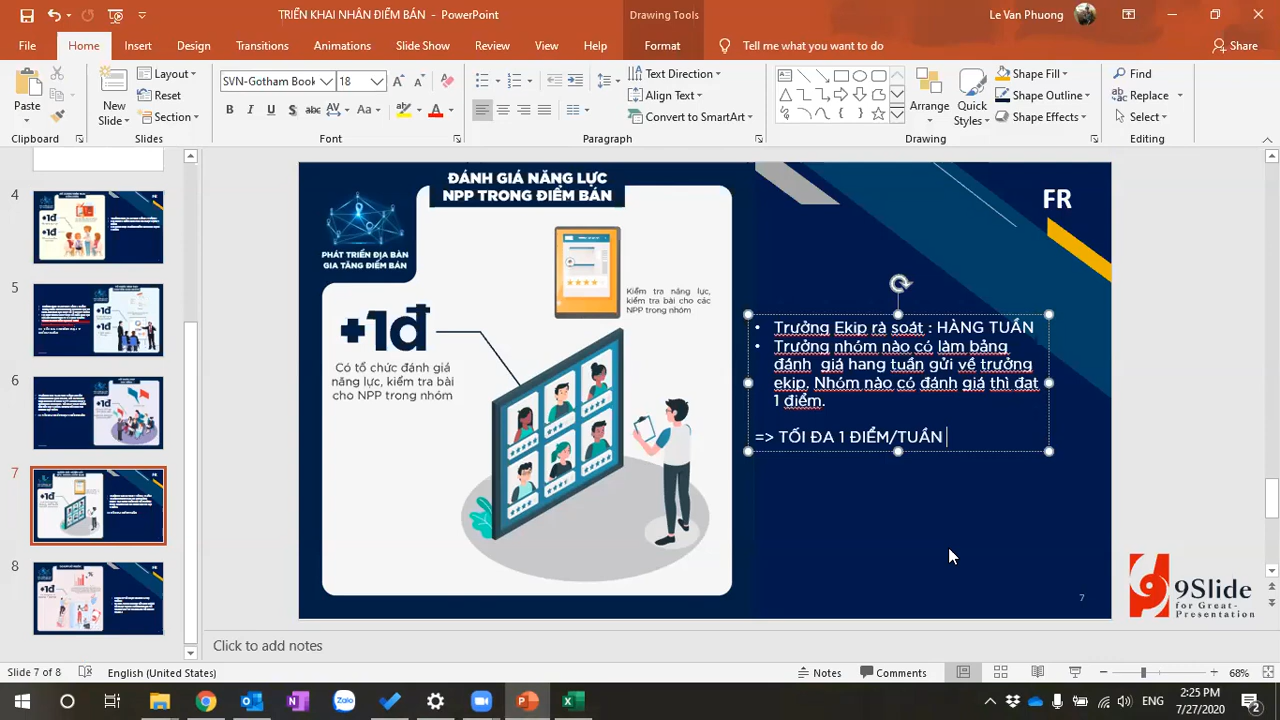 TRIỂN KHAI NHÂN ĐIỂM BÁN - PowerPoint
Drawing Tools
Le Van Phuong
File
Home
Insert
Design
Transitions
Animations
Slide Show
Review
View
Help
Format
Tell me what you want to do
Share
Paste
New
Slide
Layout
Reset
Section
SVN-Gotham Book
18
Text Direction
Align Text
Convert to SmartArt
Arrange
Quick
Styles
Shape Fill
Shape Outline
Shape Effects
Find
Replace
Select
Clipboard
Slides
Font
Paragraph
Drawing
Editing
4
5
6
7
8
ĐÁNH GIÁ NĂNG LỰC
NPP TRONG ĐIỂM BÁN
PHÁT TRIỂN ĐỊA BÀN
GIA TĂNG ĐIỂM BÁN
+1đ
Có tổ chức đánh giá
năng lực, kiểm tra bài
cho NPP trong nhóm
Kiểm tra năng lực,
kiểm tra bài cho các
NPP trong nhóm
FR
• Trưởng Ekip rà soát : HÀNG TUẦN
• Trưởng nhóm nào có làm bảng
đánh giá hang tuần gửi về trưởng
ekip. Nhóm nào có đánh giá thì đạt
1 điểm.
=> TỐI ĐA 1 ĐIỂM/TUẦN
7
9Slide
for Great-
Presentation
Click to add notes
Slide 7 of 8
English (United States)
Notes
Comments
68%
Zalo
ENG
2:25 PM
7/27/2020
2